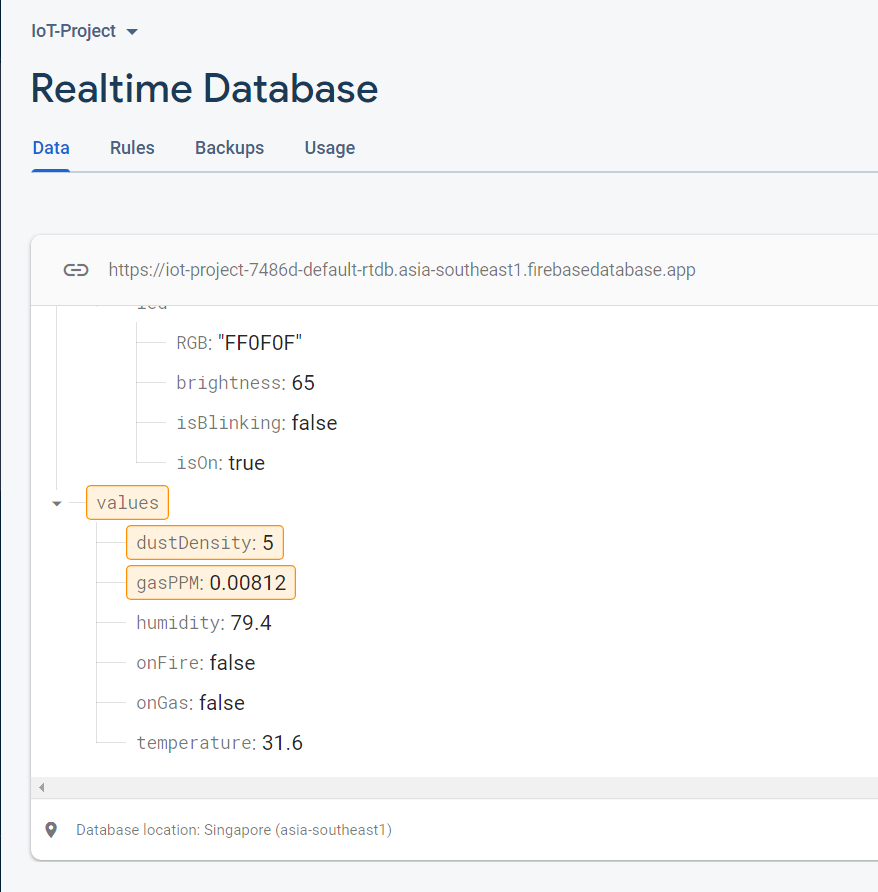 IoT-Project
Realtime Database
Data Rules Backups Usage
https://iot-project-7486d-default-rtdb.asia-southeast1.firebasedatabase.app
RGB: "FF0F0F"
brightness: 65
isBlinking: false
isOn: true
values
dustDensity: 5
gasPPM: 0.00812
humidity: 79.4
onFire: false
onGas: false
temperature: 31.6
Database location: Singapore (asia-southeast1)